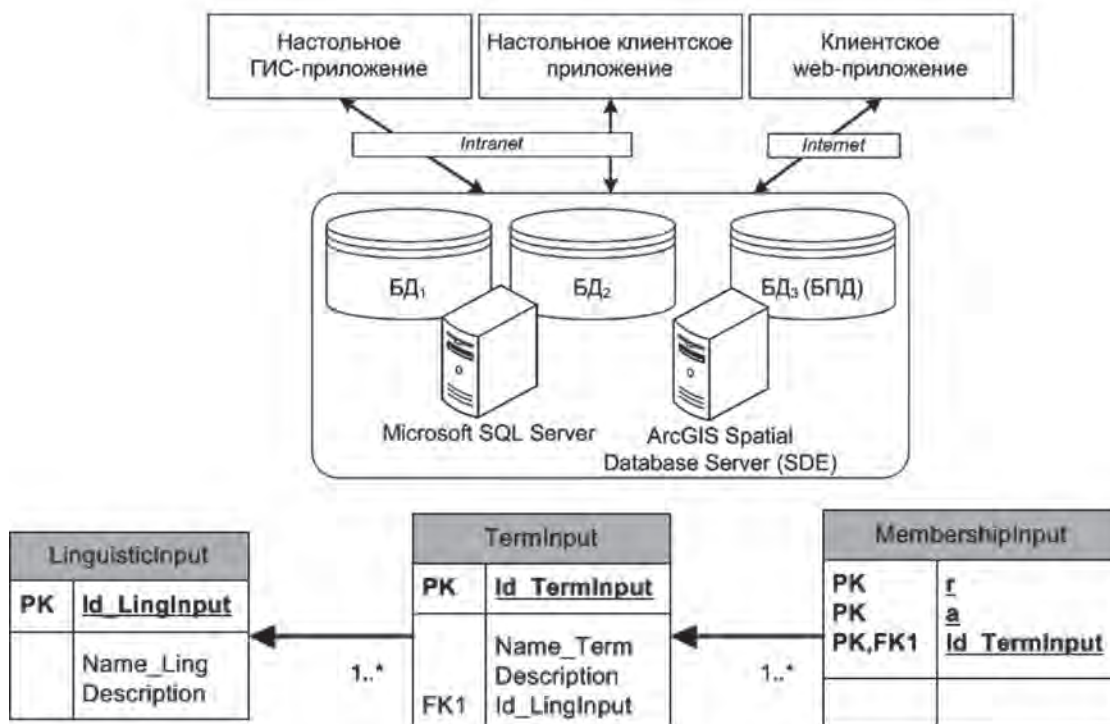 Настольное
ГИС-приложение
Настольное клиентское
приложение
Клиентское
web-приложение
Intranet
Internet
БД₁
БД₂
БД₃ (БПД)
Microsoft SQL Server
ArcGIS Spatial
Database Server (SDE)
LinguisticInput
PK Id_LingInput
Name_Ling
Description
1..*
TermInput
PK Id_TermInput
Name_Term
Description
FK1 Id_LingInput
1..*
MembershipInput
PK r
PK a
PK,FK1 Id_TermInput